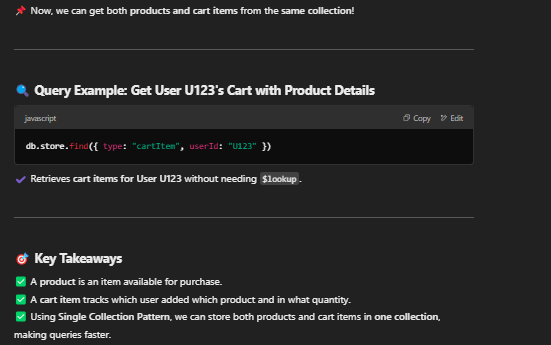 📌 Now, we can get both products and cart items from the same collection!
🔍 Query Example: Get User U123's Cart with Product Details
javascript Copy Edit
db.store.find({ type: "cartItem", userId: "U123" })
✔ Retrieves cart items for User U123 without needing $lookup.
🎯 Key Takeaways
✅ A product is an item available for purchase.
✅ A cart item tracks which user added which product and in what quantity.
✅ Using Single Collection Pattern, we can store both products and cart items in one collection,
making queries faster.